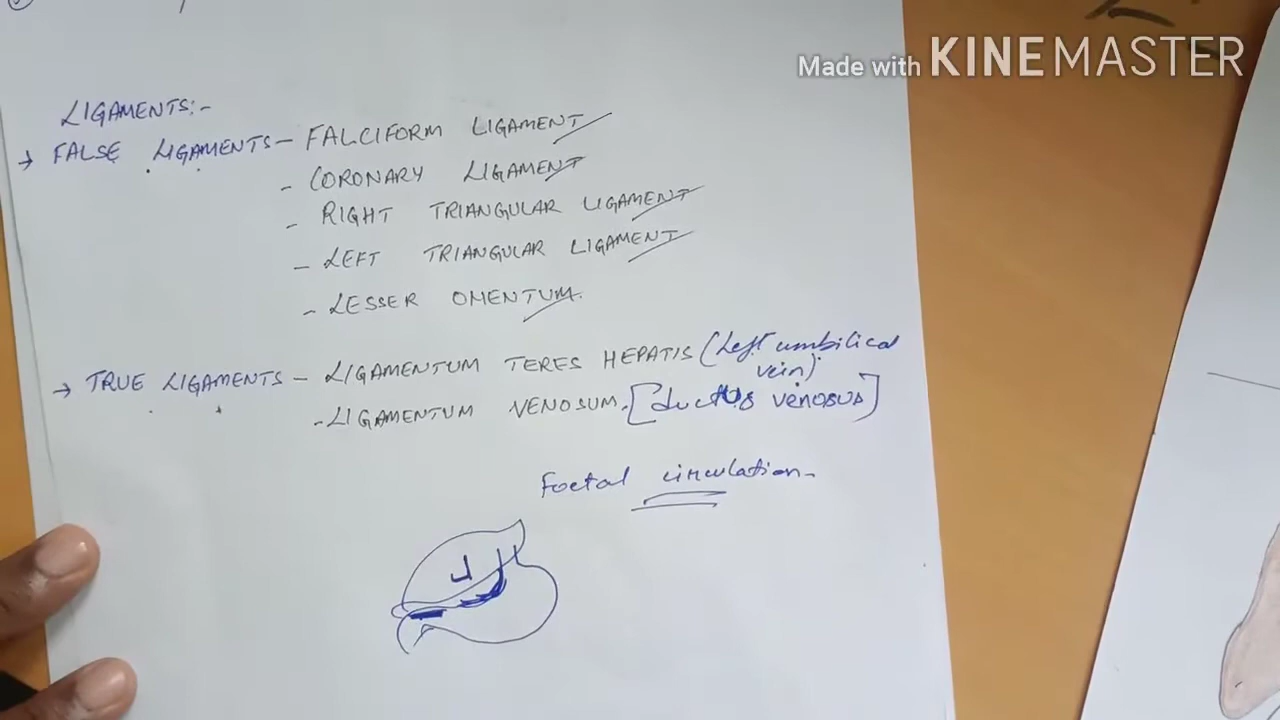 Made with KINEMASTER
LIGAMENTS:-
→ FALSE LIGAMENTS - FALCIFORM LIGAMENT
- CORONARY LIGAMENT
- RIGHT TRIANGULAR LIGAMENT
- LEFT TRIANGULAR LIGAMENT
- LESSER OMENTUM.
→ TRUE LIGAMENTS - LIGAMENTUM TERES HEPATIS (Left umbilical
vein)
- LIGAMENTUM VENOSUM. [ductus venosus]
Foetal circulation-